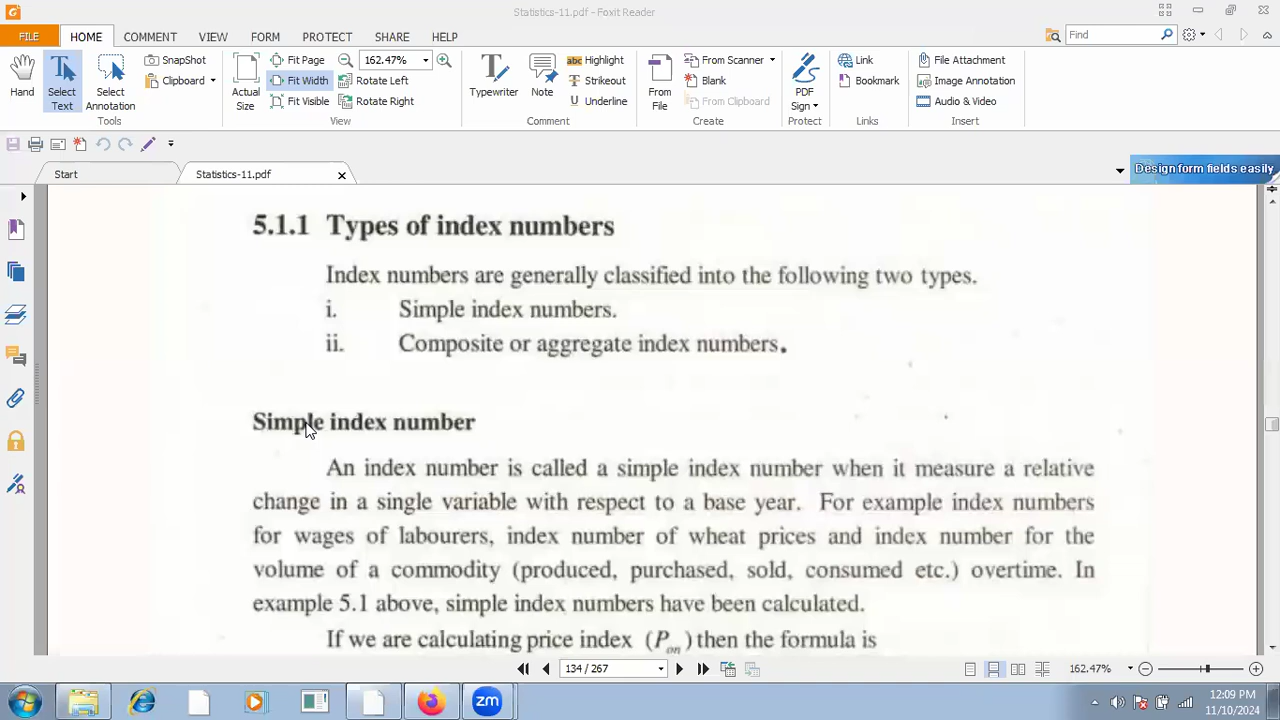 Statistics-11.pdf - Foxit Reader
FILE HOME COMMENT VIEW FORM PROTECT SHARE HELP Find
Hand
Select Text
Select Annotation
SnapShot
Clipboard
Tools
Actual Size
Fit Page
Fit Width
Fit Visible
162.47%
Rotate Left
Rotate Right
View
Typewriter
Note
Highlight
Strikeout
Underline
Comment
From File
From Scanner
Blank
From Clipboard
Create
PDF Sign
Protect
Link
Bookmark
Links
File Attachment
Image Annotation
Audio & Video
Insert
Start Statistics-11.pdf Design form fields easily
5.1.1 Types of index numbers
Index numbers are generally classified into the following two types.
i. Simple index numbers.
ii. Composite or aggregate index numbers.
Simple index number
An index number is called a simple index number when it measure a relative
change in a single variable with respect to a base year. For example index numbers
for wages of labourers, index number of wheat prices and index number for the
volume of a commodity (produced, purchased, sold, consumed etc.) overtime. In
example 5.1 above, simple index numbers have been calculated.
If we are calculating price index (Pon) then the formula is
134 / 267 162.47%
zm
12:09 PM
11/10/2024